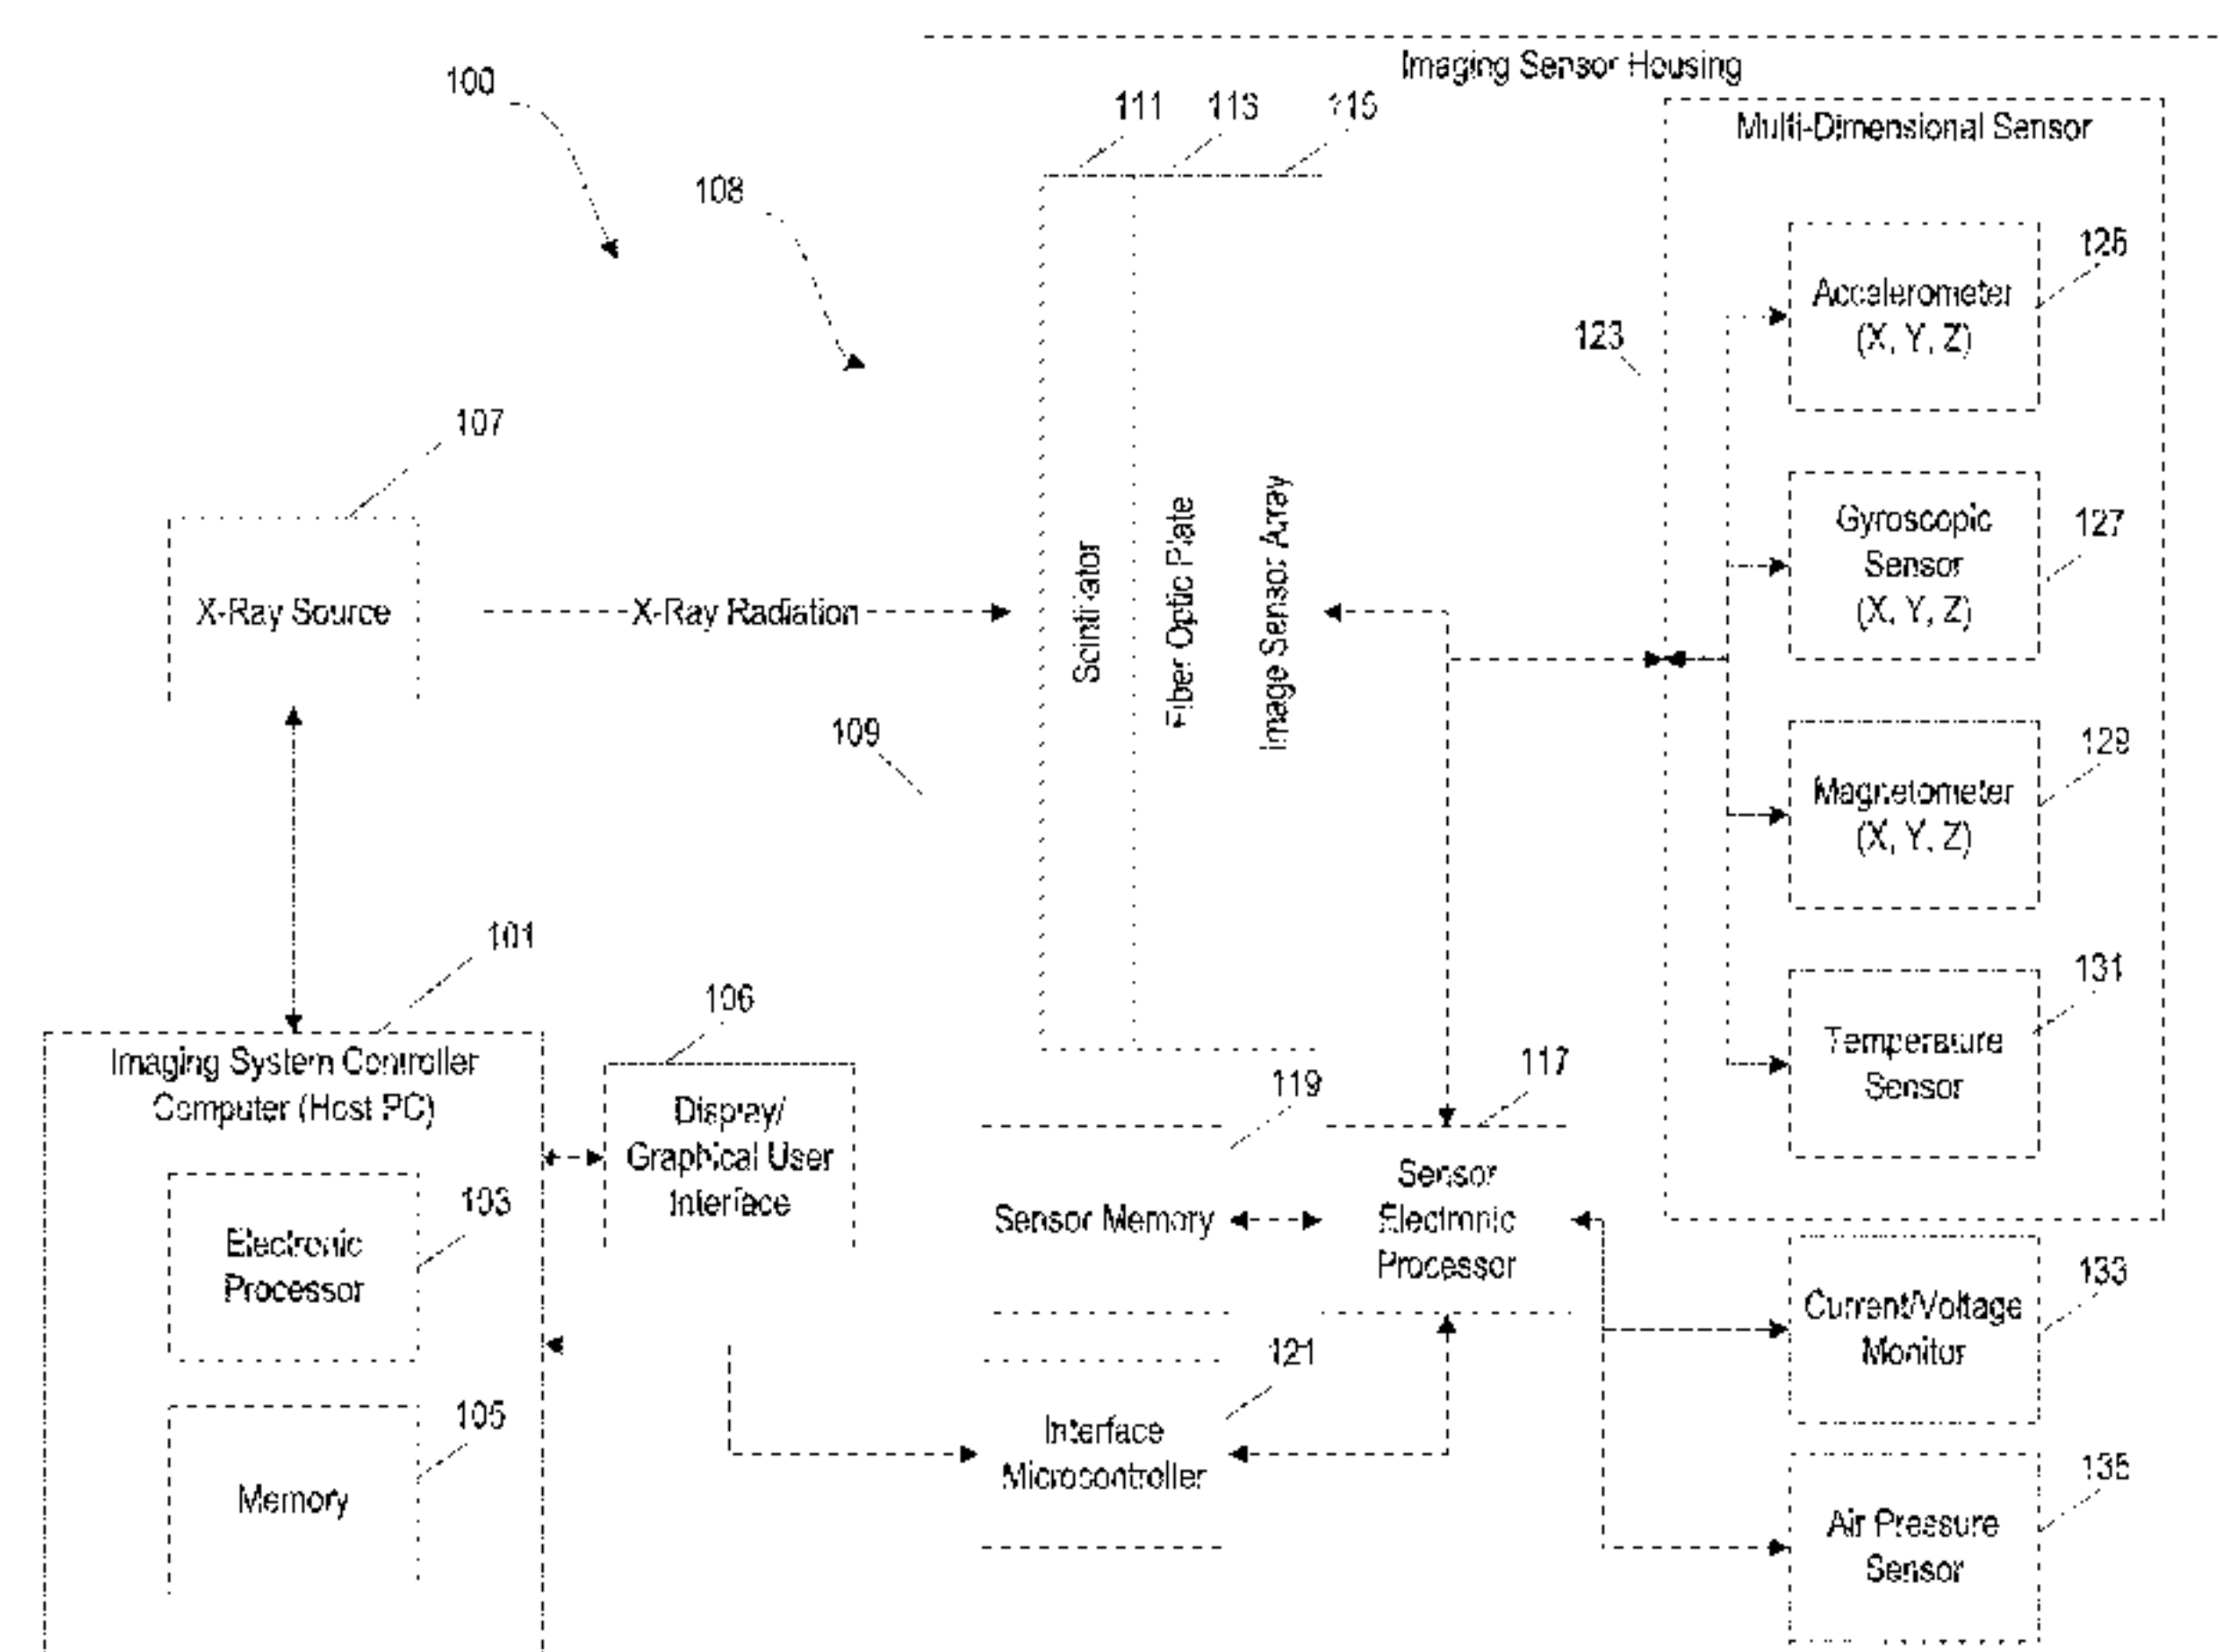 Imaging Sensor Housing
100
111
113
115
Multi-Dimensional Sensor
108
125
Accelerometer
(X, Y, Z)
123
107
Gyroscopic
Sensor
(X, Y, Z)
127
X-Ray Source
X-Ray Radiation
Scintillator
Fiber Optic Plate
Image Sensor Array
109
129
Magnetometer
(X, Y, Z)
101
131
106
Imaging System Controller
Computer (Host PC)
Temperature
Sensor
119
117
Display/
Graphical User
Interface
Sensor Memory
Sensor
Electronic
Processor
103
Electronic
Processor
133
Current/Voltage
Monitor
121
105
Interface
Microcontroller
Memory
135
Air Pressure
Sensor